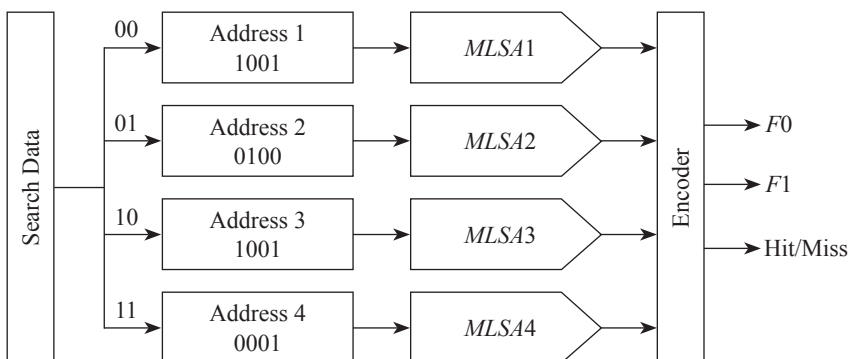 Search Data
00
Address 1
1001
MLSA1
01
Address 2
0100
MLSA2
10
Address 3
1001
MLSA3
11
Address 4
0001
MLSA4
Encoder
F0
F1
Hit/Miss